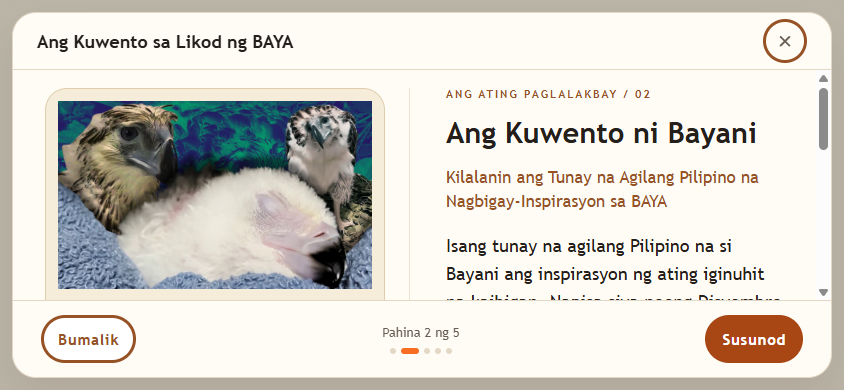 Ang Kuwento sa Likod ng BAYA
ANG ATING PAGLALAKBAY / 02
Ang Kuwento ni Bayani
Kilalanin ang Tunay na Agilang Pilipino na
Nagbigay-Inspirasyon sa BAYA
Isang tunay na agilang Pilipino na si
Bayani ang inspirasyon ng ating iginuhit
Bumalik
Pahina 2 ng 5
Susunod